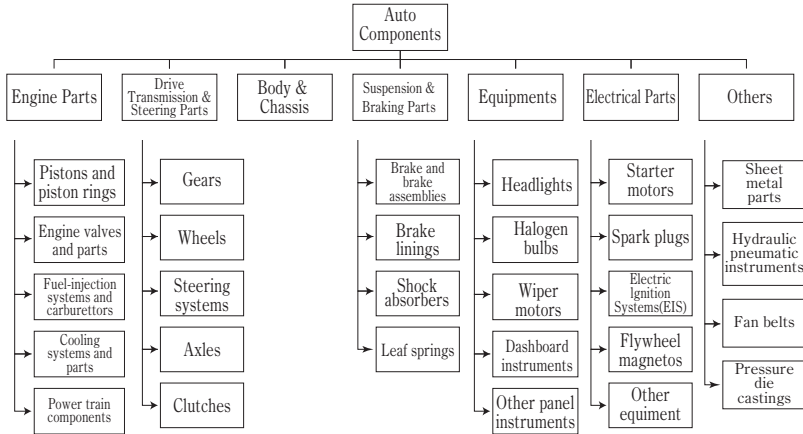 Auto
Components
Engine Parts
Drive
Transmission &
Steering Parts
Body &
Chassis
Suspension &
Braking Parts
Equipments
Electrical Parts
Others
Pistons and
piston rings
Engine valves
and parts
Fuel-injection
systems and
carburettors
Cooling
systems and
parts
Power train
components
Gears
Wheels
Steering
systems
Axles
Clutches
Brake and
brake
assemblies
Brake
linings
Shock
absorbers
Leaf springs
Headlights
Halogen
bulbs
Wiper
motors
Dashboard
instruments
Other panel
instruments
Starter
motors
Spark plugs
Electric
Ignition
Systems(EIS)
Flywheel
magnetos
Other
equiment
Sheet
metal
parts
Hydraulic
pneumatic
instruments
Fan belts
Pressure
die
castings